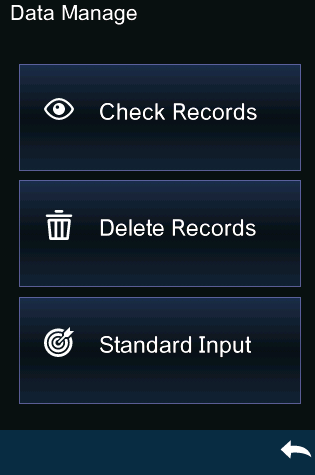 Data Manage
Check Records
Delete Records
Standard Input